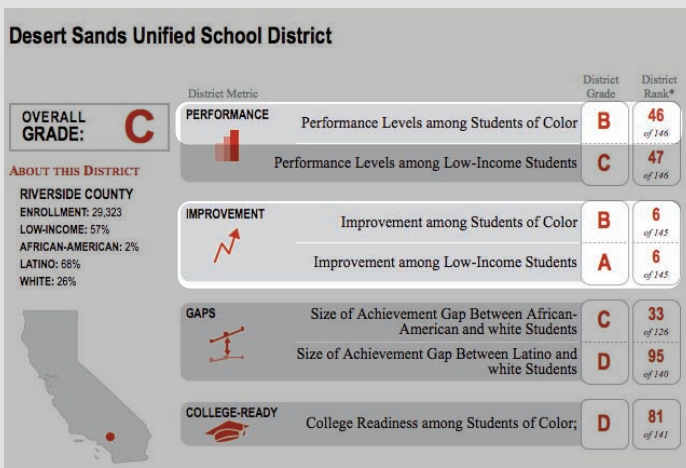 Desert Sands Unified School District
District Metric
District
Grade
District
Rank*
OVERALL
GRADE:
C
ABOUT THIS DISTRICT
RIVERSIDE COUNTY
ENROLLMENT: 29,323
LOW-INCOME: 57%
AFRICAN-AMERICAN: 2%
LATINO: 68%
WHITE: 26%
PERFORMANCE
Performance Levels among Students of Color
B
46
of 146
Performance Levels among Low-Income Students
C
47
of 146
IMPROVEMENT
Improvement among Students of Color
B
6
of 145
Improvement among Low-Income Students
A
6
of 145
GAPS
Size of Achievement Gap Between African-
American and white Students
C
33
of 126
Size of Achievement Gap Between Latino and
white Students
D
95
of 140
COLLEGE-READY
College Readiness among Students of Color;
D
81
of 141